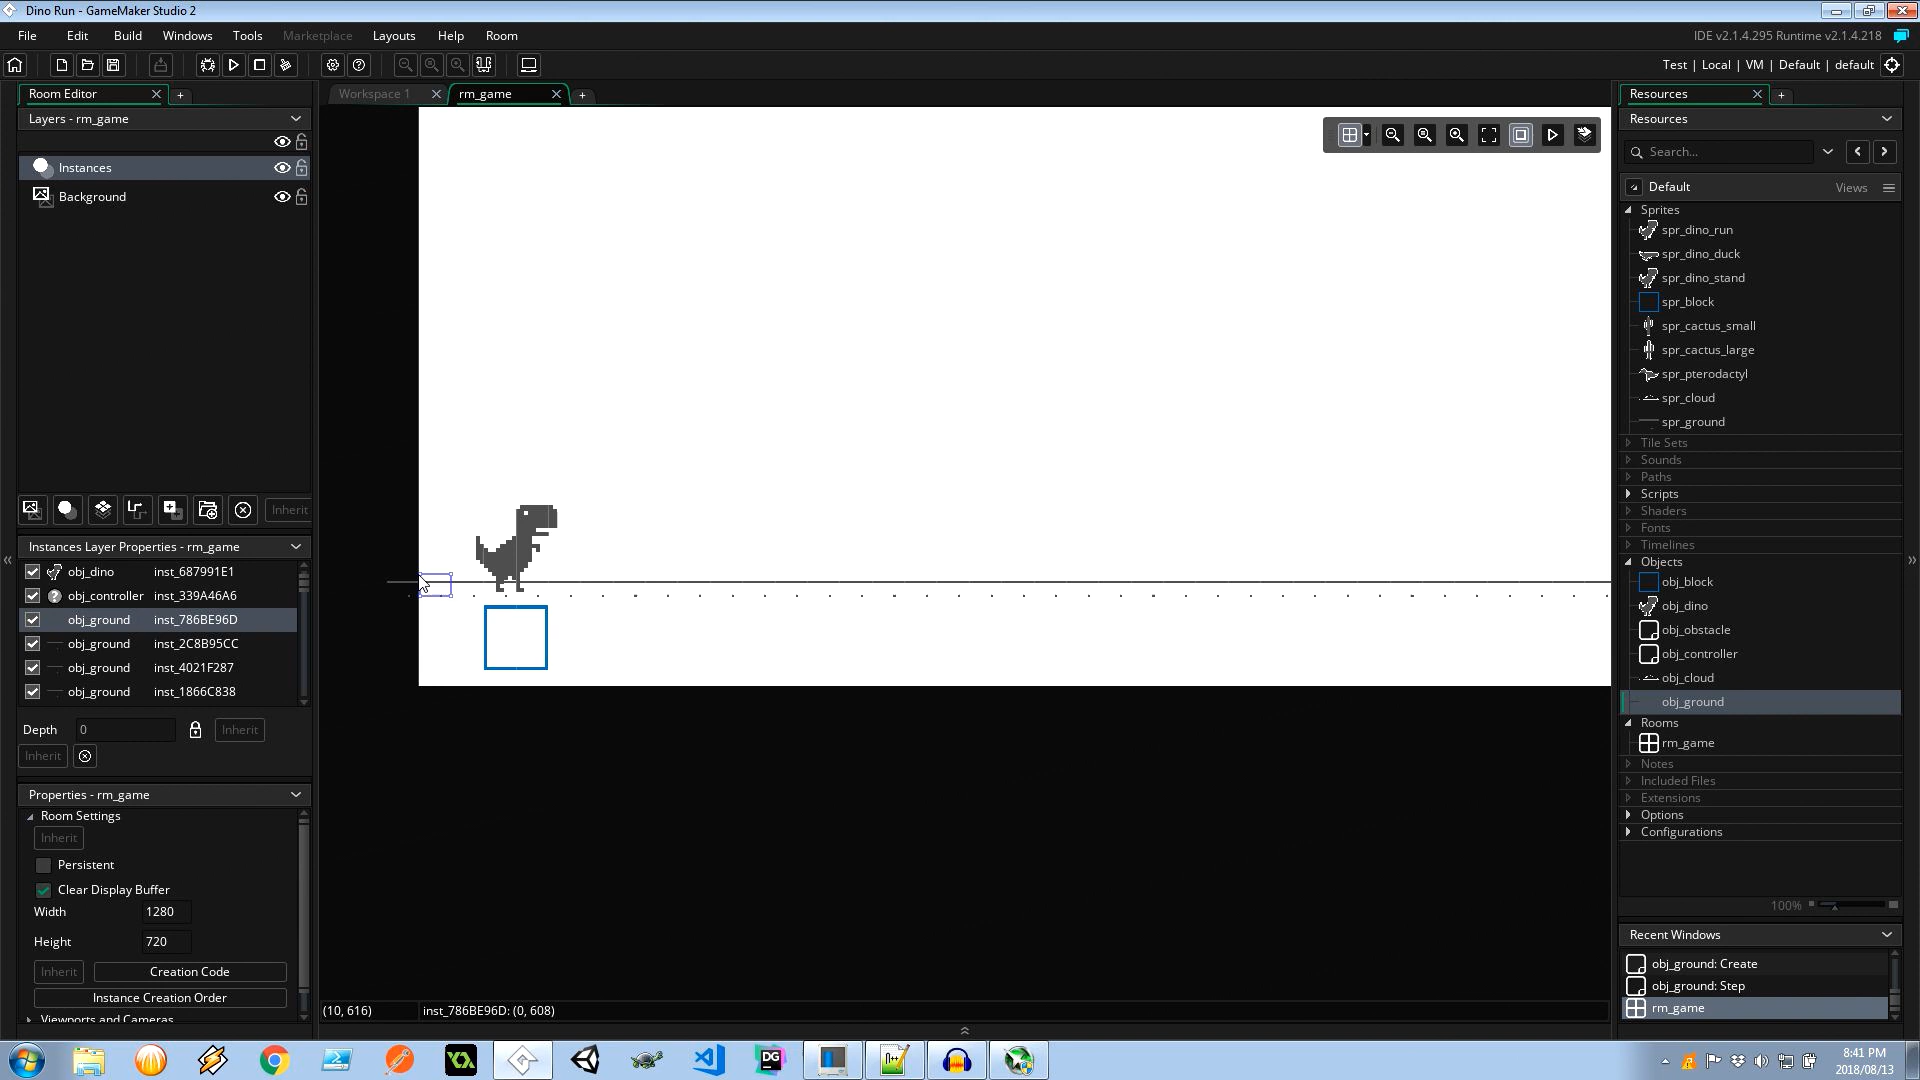 Dino Run - GameMaker Studio 2
File Edit Build Windows Tools Marketplace Layouts Help Room
IDE v2.1.4.295 Runtime v2.1.4.218
Test | Local | VM | Default | default
Room Editor
Layers - rm_game
Instances
Background
Inherit
Instances Layer Properties - rm_game
obj_dino inst_687991E1
obj_controller inst_339A46A6
obj_ground inst_786BE96D
obj_ground inst_2C8B95CC
obj_ground inst_4021F287
obj_ground inst_1866C838
Depth 0 Inherit
Inherit
Properties - rm_game
Room Settings
Inherit
Persistent
Clear Display Buffer
Width 1280
Height 720
Inherit Creation Code
Instance Creation Order
Viewports and Cameras
Workspace 1
rm_game
(10, 616) inst_786BE96D: (0, 608)
Resources
Resources
Search...
Default Views
Sprites
spr_dino_run
spr_dino_duck
spr_dino_stand
spr_block
spr_cactus_small
spr_cactus_large
spr_pterodactyl
spr_cloud
spr_ground
Tile Sets
Sounds
Paths
Scripts
Shaders
Fonts
Timelines
Objects
obj_block
obj_dino
obj_obstacle
obj_controller
obj_cloud
obj_ground
Rooms
rm_game
Notes
Included Files
Extensions
Options
Configurations
100%
Recent Windows
obj_ground: Create
obj_ground: Step
rm_game
DG
8:41 PM
2018/08/13